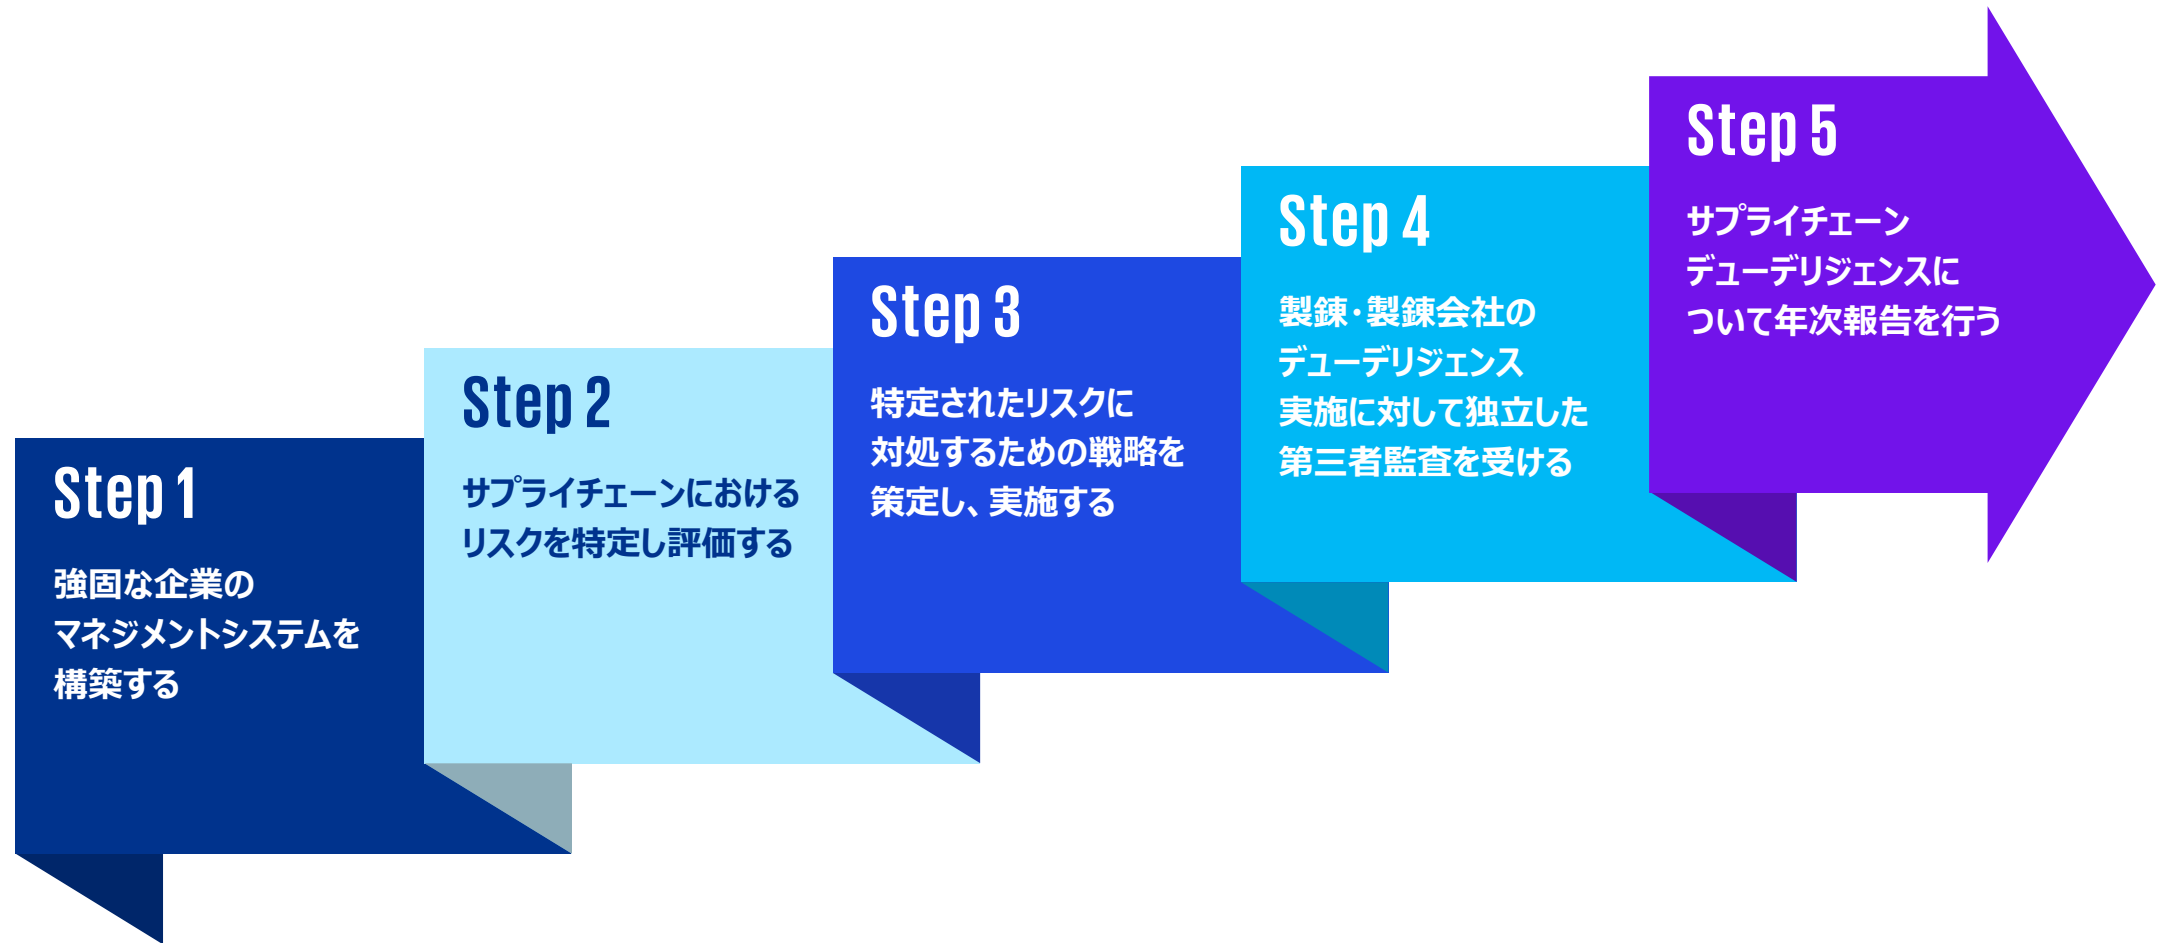 Step 1
強固な企業の
マネジメントシステムを
構築する
Step 2
サプライチェーンにおける
リスクを特定し評価する
Step 3
特定されたリスクに
対処するための戦略を
策定し、実施する
Step 4
製錬・製錬会社の
デューデリジェンス
実施に対して独立した
第三者監査を受ける
Step 5
サプライチェーン
デューデリジェンスに
ついて年次報告を行う